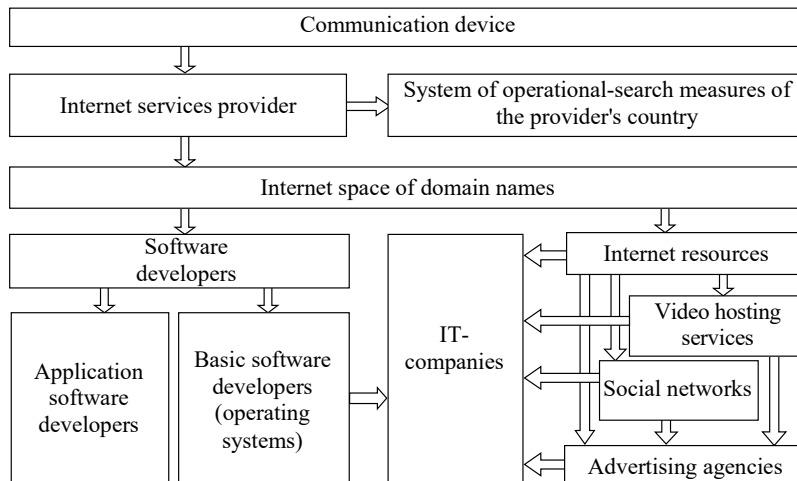 Communication device
Internet services provider
System of operational-search measures of
the provider's country
Internet space of domain names
Software
developers
Internet resources
Video hosting
services
IT-
companies
Application
software
developers
Basic software
developers
(operating
systems)
Social networks
Advertising agencies